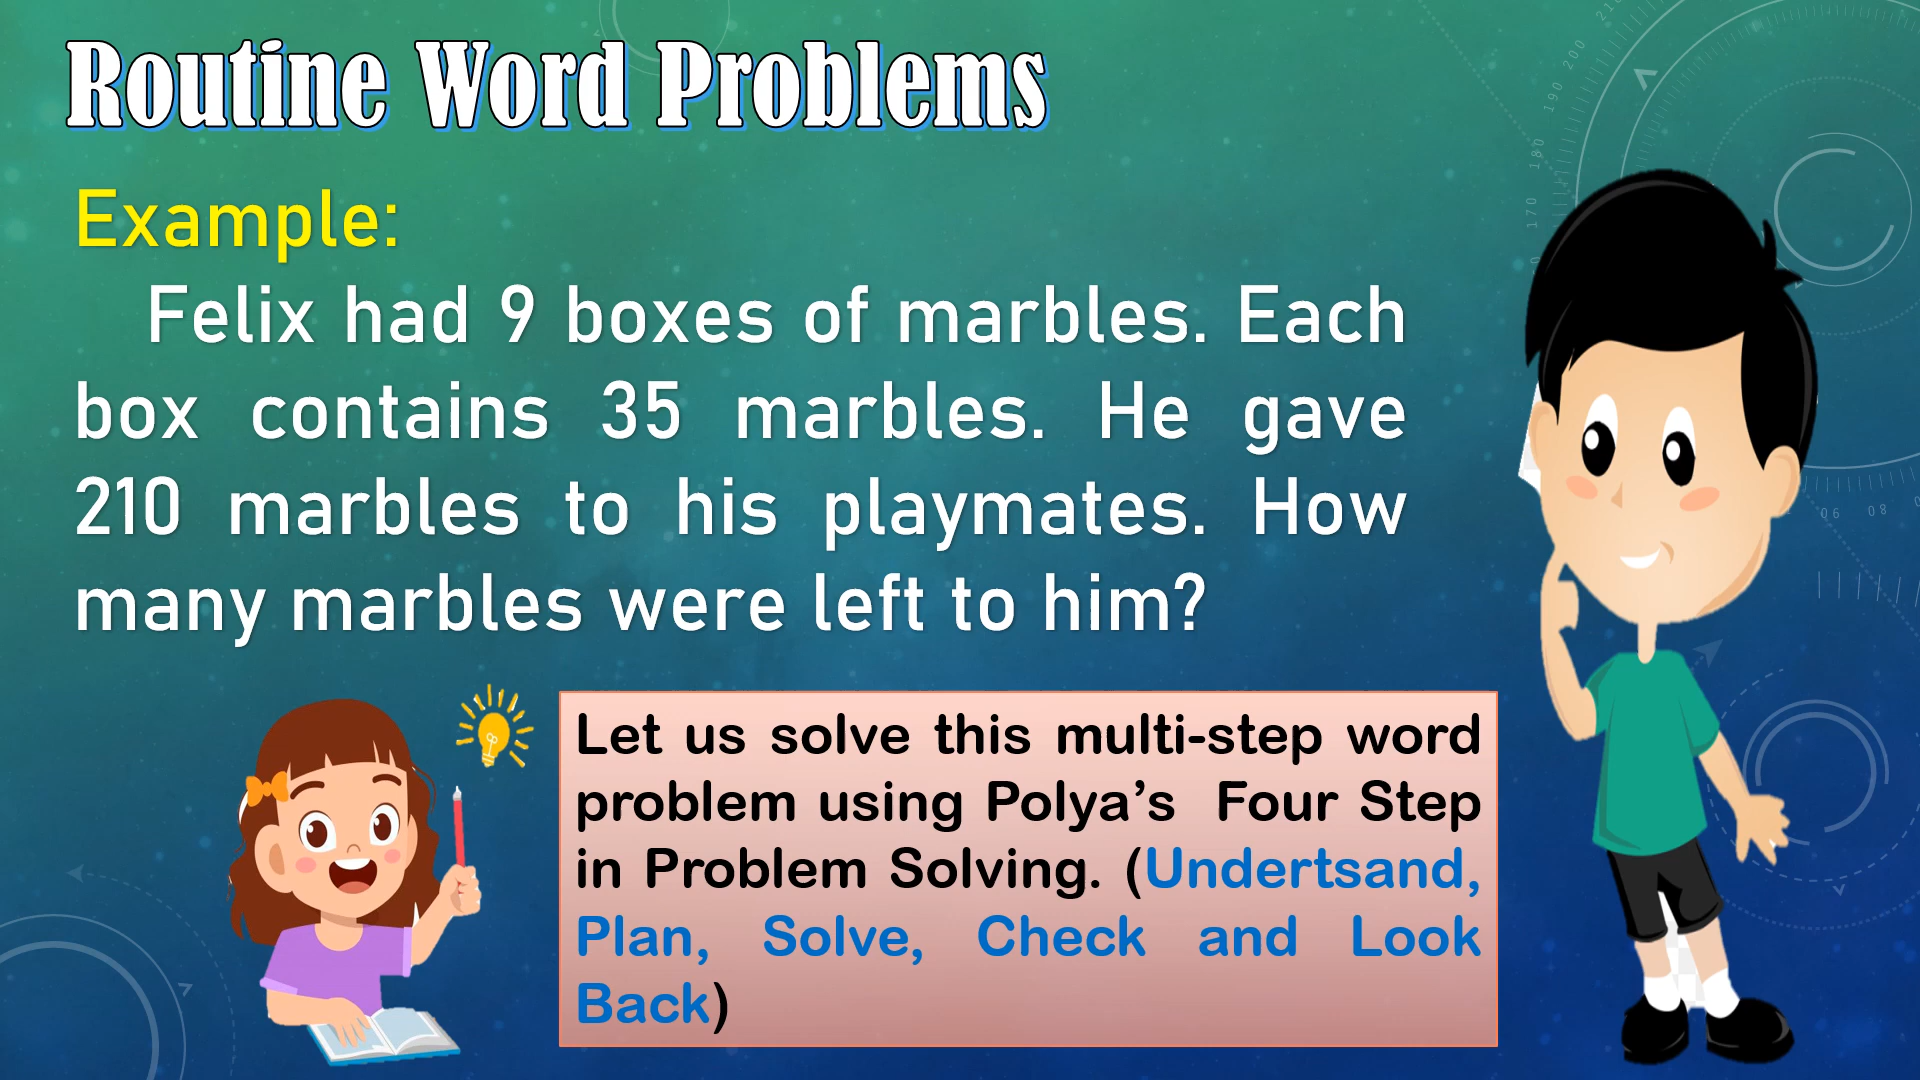 Routine Word Problems
Example:
Felix had 9 boxes of marbles. Each
box contains 35 marbles. He gave
210 marbles to his playmates. How
many marbles were left to him?
Let us solve this multi-step word
problem using Polya’s Four Step
in Problem Solving. (Undertsand,
Plan, Solve, Check and Look
Back)